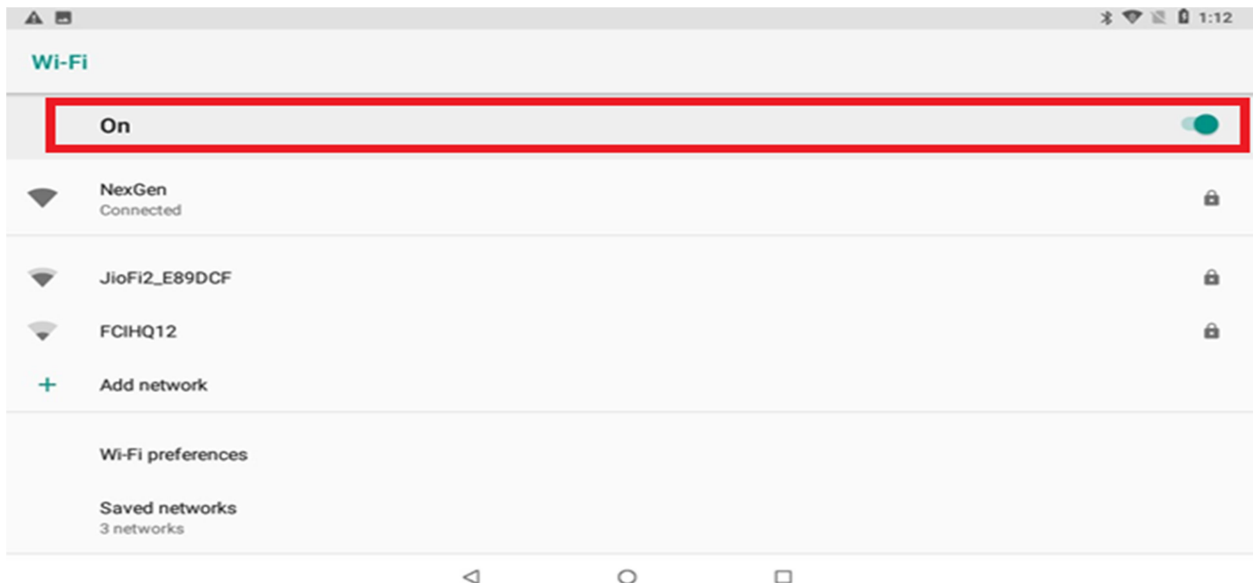 1:12
Wi-Fi
On
NexGen
Connected
JioFi2_E89DCF
FCIHQ12
Add network
Wi-Fi preferences
Saved networks
3 networks